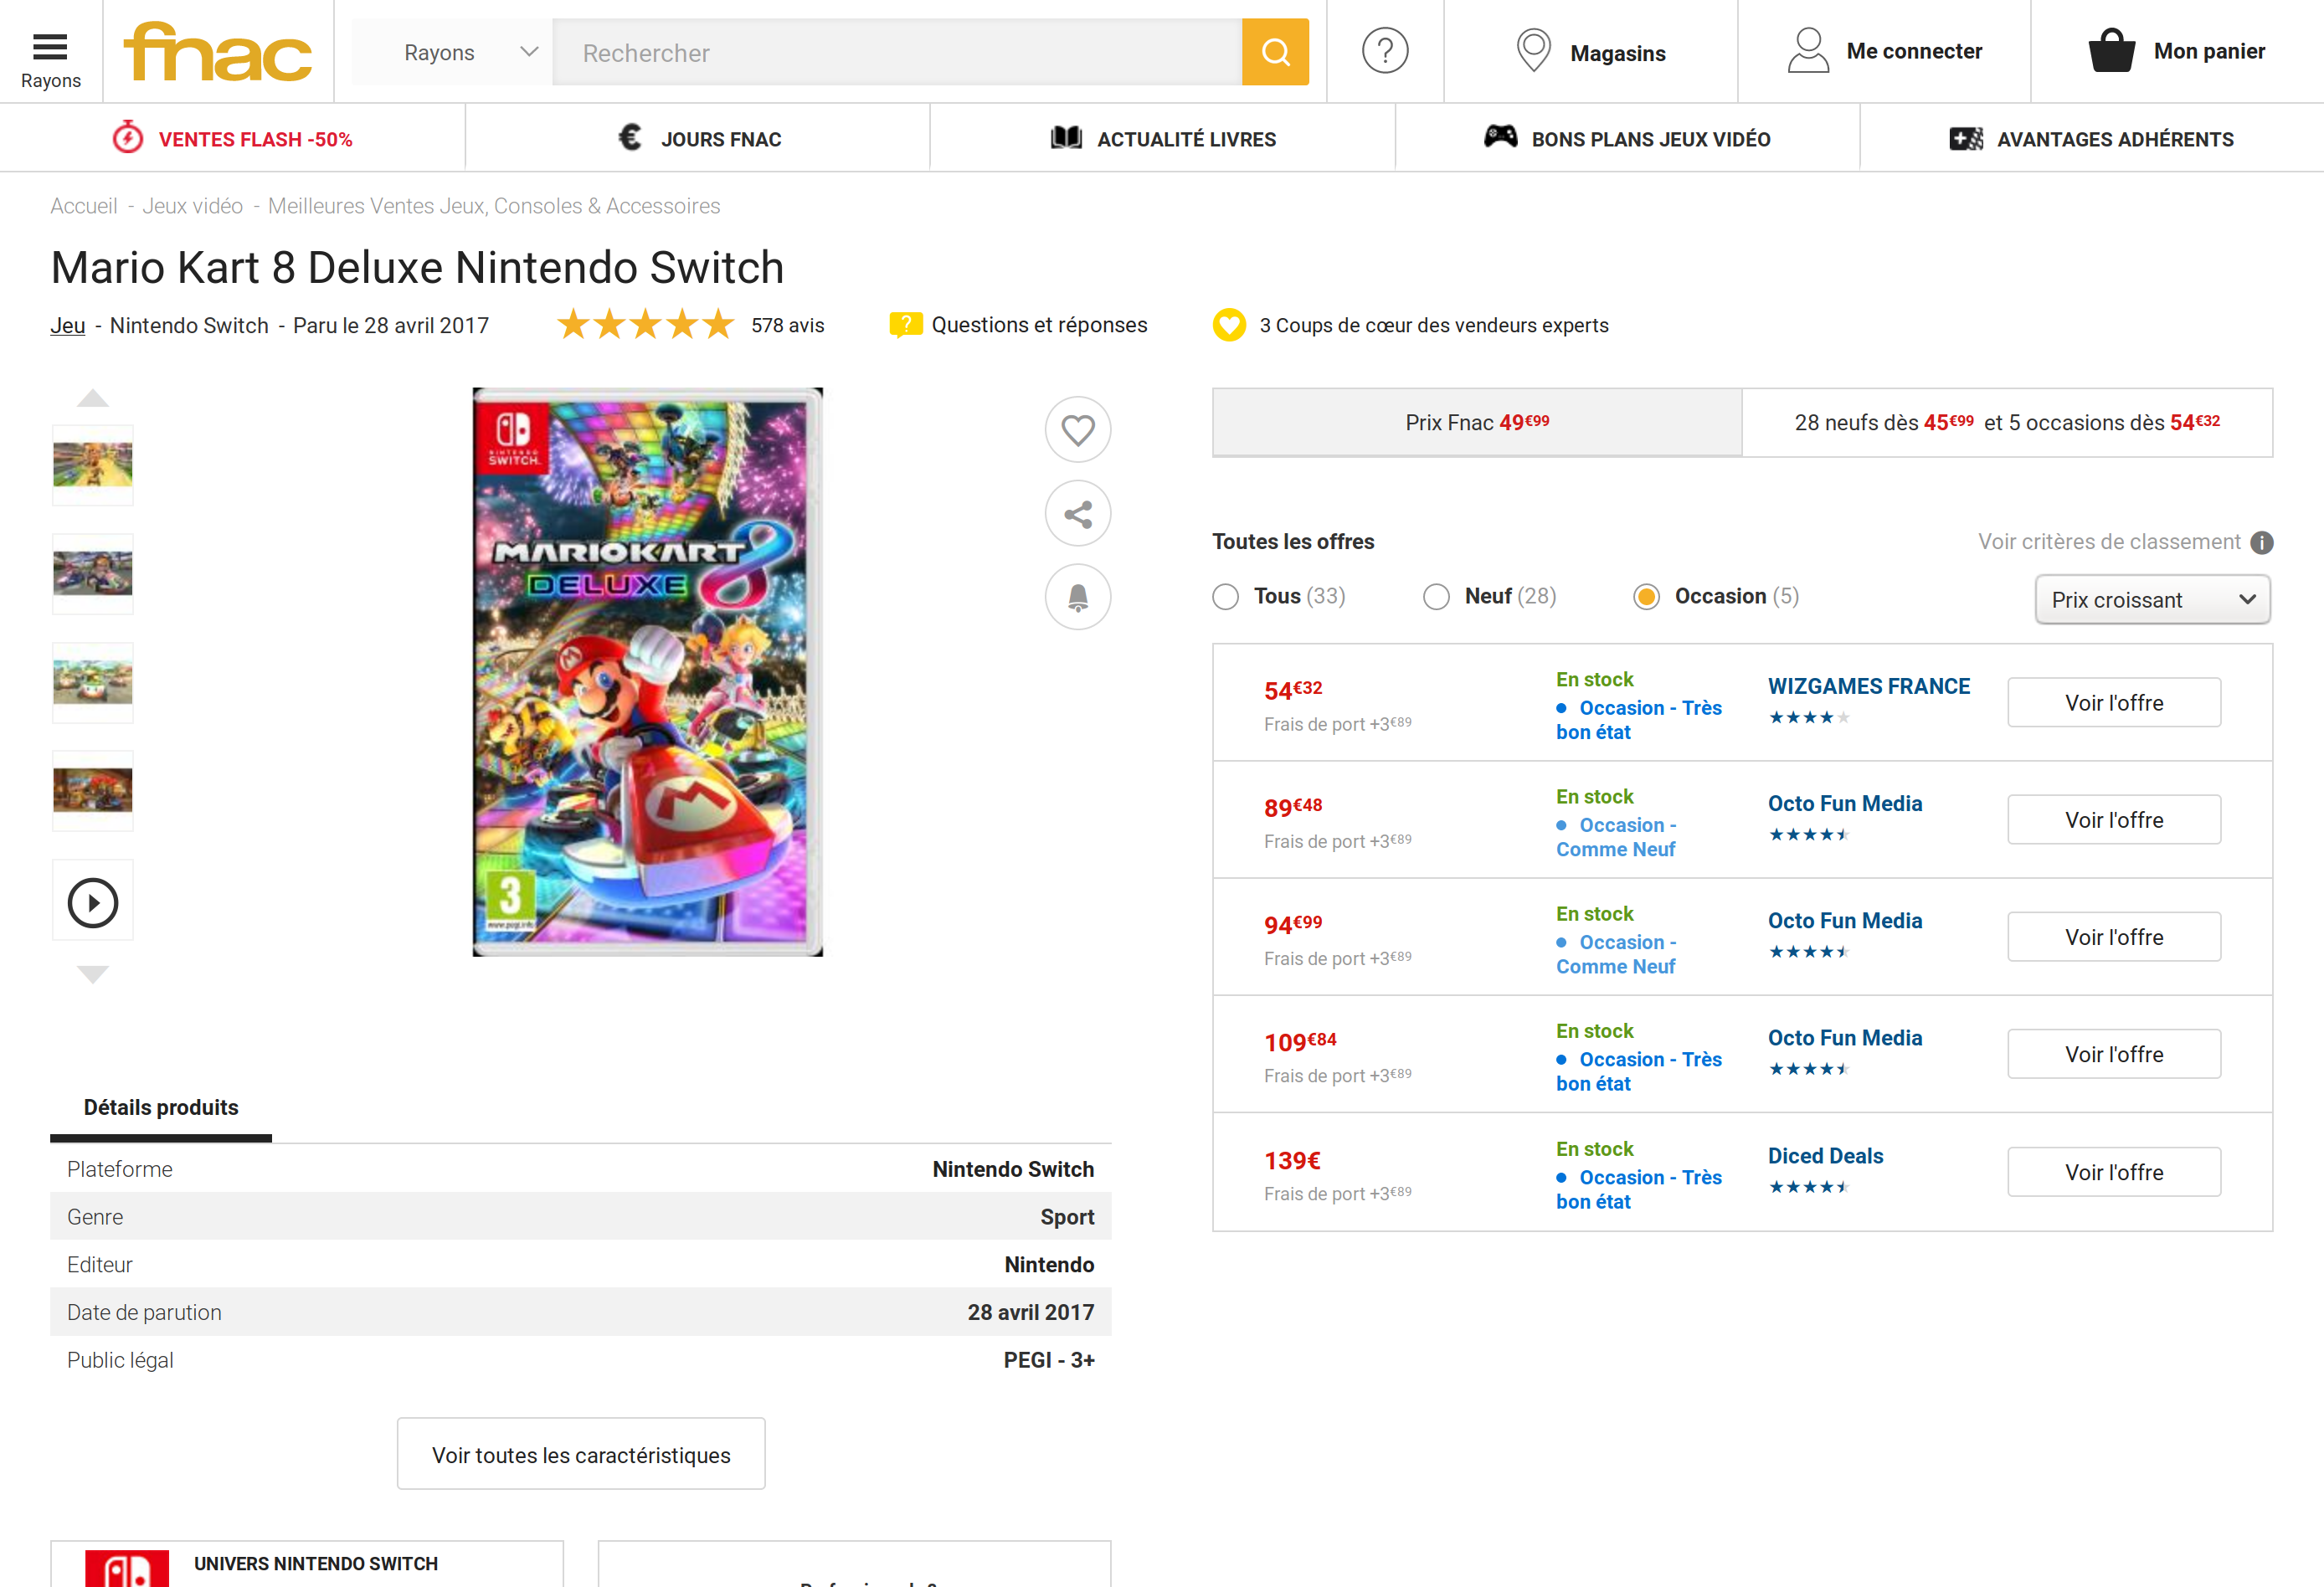 Rayons
fnac
Rayons
Rechercher
?
Magasins
Me connecter
Mon panier
VENTES FLASH -50%
€ JOURS FNAC
ACTUALITÉ LIVRES
BONS PLANS JEUX VIDÉO
AVANTAGES ADHÉRENTS
Accueil - Jeux vidéo - Meilleures Ventes Jeux, Consoles & Accessoires
Mario Kart 8 Deluxe Nintendo Switch
Jeu - Nintendo Switch - Paru le 28 avril 2017
578 avis
? Questions et réponses
3 Coups de cœur des vendeurs experts
NINTENDO
SWITCH
MARIOKART 8
DELUXE
M
M
3
www.pegi.info
Prix Fnac 49€99
28 neufs dès 45€99 et 5 occasions dès 54€32
Toutes les offres
Voir critères de classement i
Tous (33)
Neuf (28)
Occasion (5)
Prix croissant
54€32
Frais de port +3€89
En stock
Occasion - Très
bon état
WIZGAMES FRANCE
Voir l'offre
89€48
Frais de port +3€89
En stock
Occasion -
Comme Neuf
Octo Fun Media
Voir l'offre
94€99
Frais de port +3€89
En stock
Occasion -
Comme Neuf
Octo Fun Media
Voir l'offre
109€84
Frais de port +3€89
En stock
Occasion - Très
bon état
Octo Fun Media
Voir l'offre
139€
Frais de port +3€89
En stock
Occasion - Très
bon état
Diced Deals
Voir l'offre
Détails produits
Plateforme Nintendo Switch
Genre Sport
Editeur Nintendo
Date de parution 28 avril 2017
Public légal PEGI - 3+
Voir toutes les caractéristiques
UNIVERS NINTENDO SWITCH